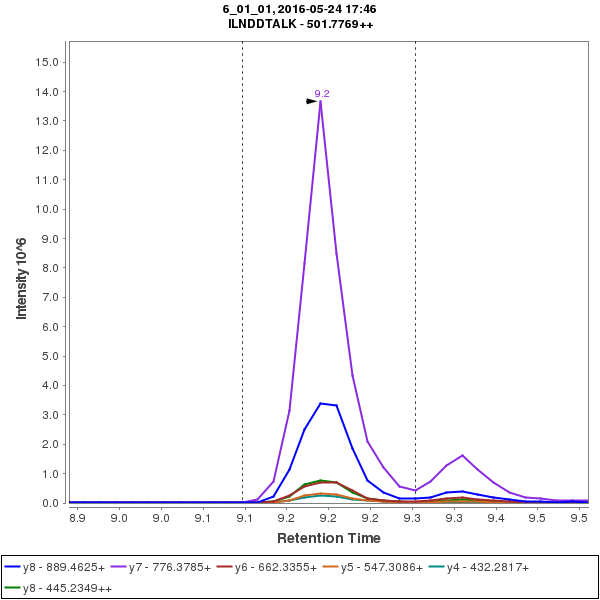 6_01_01, 2016-05-24 17:46
ILNDDTALK - 501.7769++
15.0
14.0
13.0
12.0
11.0
10.0
9.0
8.0
7.0
6.0
5.0
4.0
3.0
2.0
1.0
0.0
Intensity 10^6
9.2
8.9 9.0 9.0 9.1 9.1 9.2 9.2 9.2 9.3 9.3 9.4 9.5 9.5
Retention Time
y8 - 889.4625+ y7 - 776.3785+ y6 - 662.3355+ y5 - 547.3086+ y4 - 432.2817+
y8 - 445.2349++